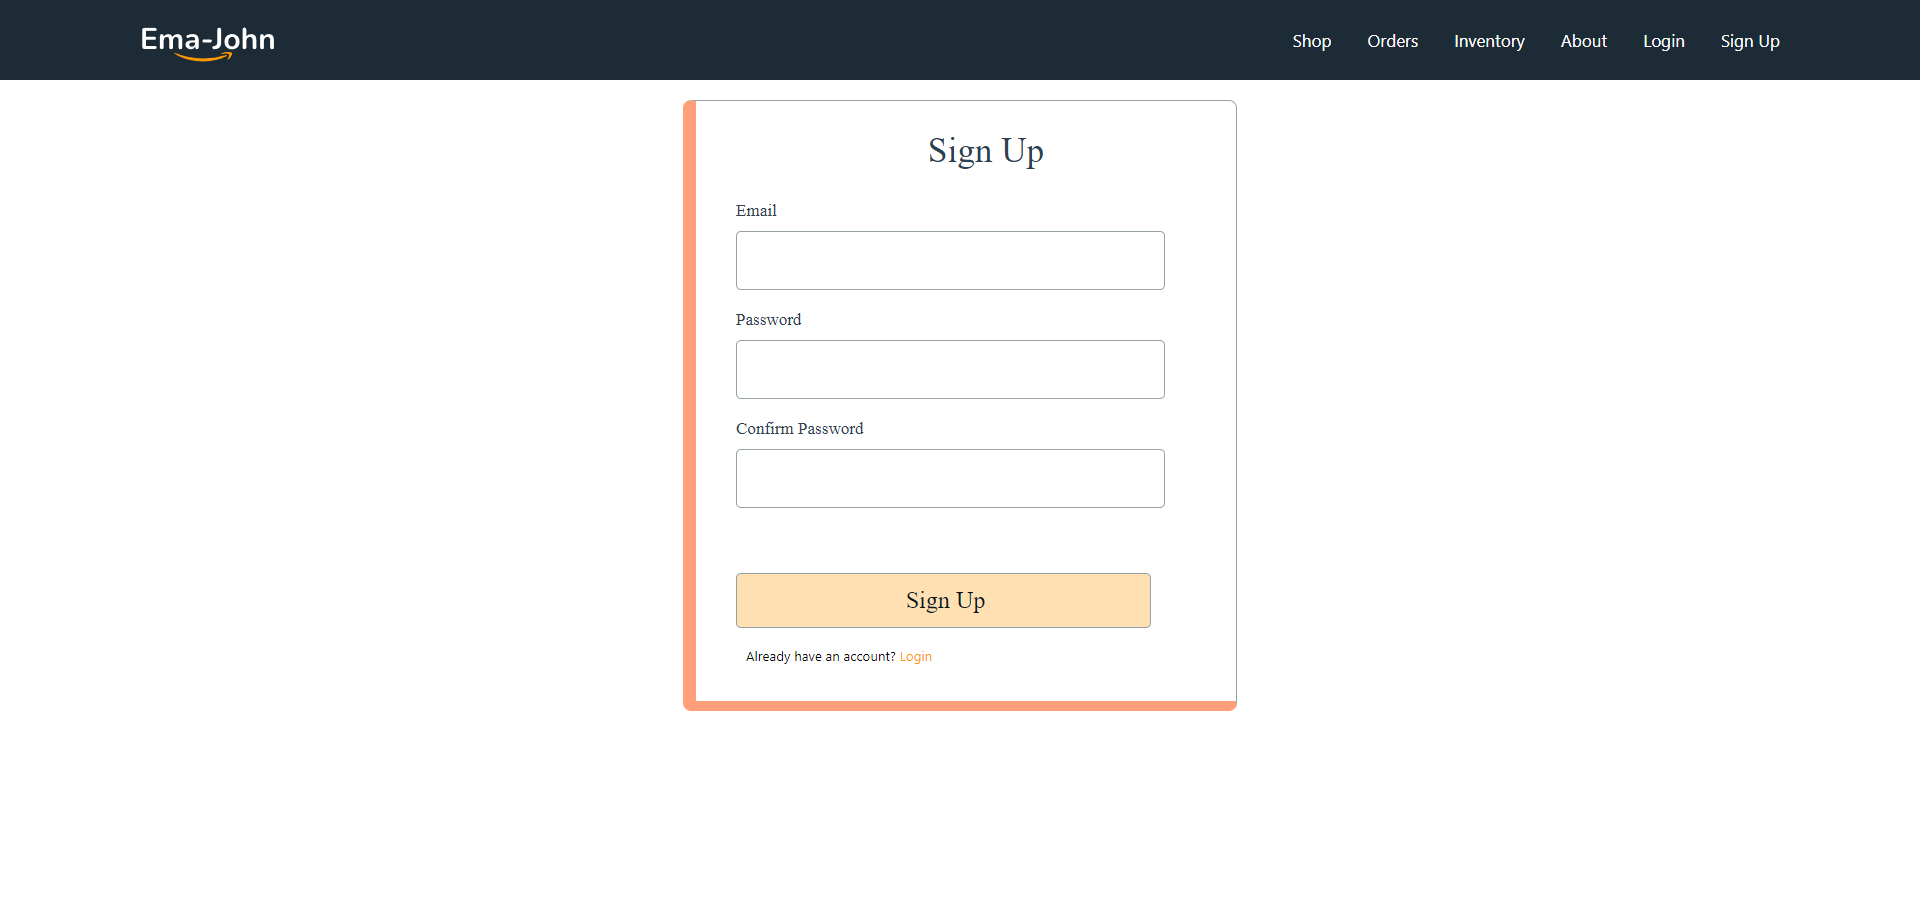 Ema-John
Shop Orders Inventory About Login Sign Up
Sign Up
Email
Password
Confirm Password
Sign Up
Already have an account? Login